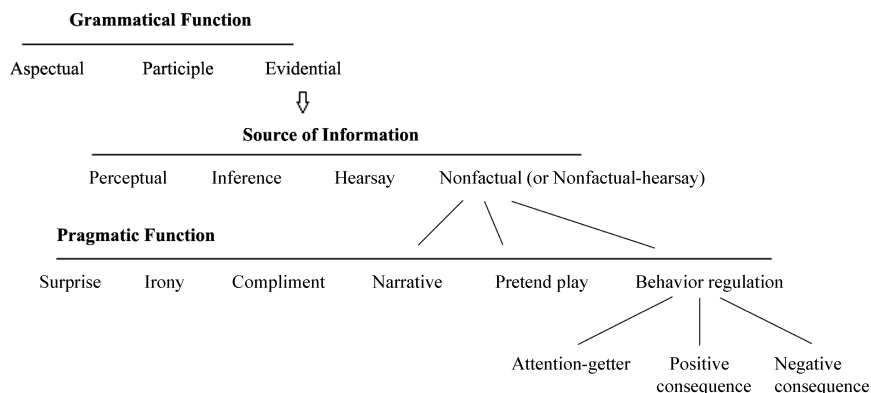 Grammatical Function
Aspectual Participle Evidential
Source of Information
Perceptual Inference Hearsay Nonfactual (or Nonfactual-hearsay)
Pragmatic Function
Surprise Irony Compliment Narrative Pretend play Behavior regulation
Attention-getter Positive consequence Negative consequence